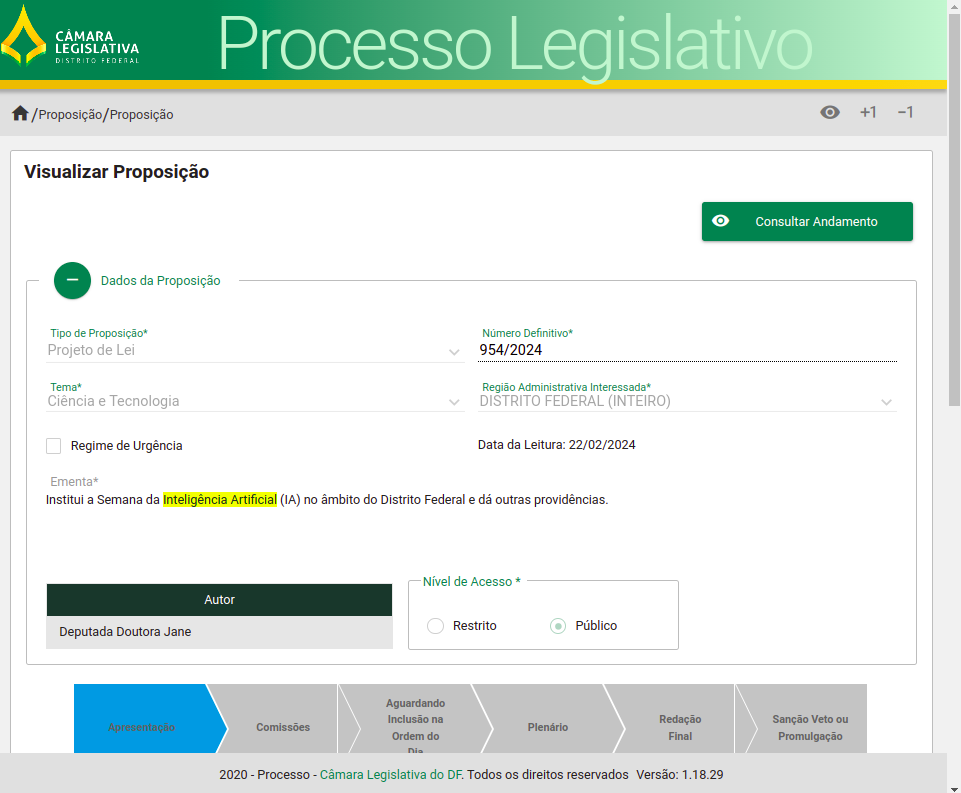 CÂMARA
LEGISLATIVA
DISTRITO FEDERAL
Processo Legislativo
/Proposição/Proposição
+1 −1
Visualizar Proposição
Consultar Andamento
Dados da Proposição
Tipo de Proposição*
Projeto de Lei
Número Definitivo*
954/2024
Tema*
Ciência e Tecnologia
Região Administrativa Interessada*
DISTRITO FEDERAL (INTEIRO)
Regime de Urgência
Data da Leitura: 22/02/2024
Ementa*
Institui a Semana da Inteligência Artificial (IA) no âmbito do Distrito Federal e dá outras providências.
Autor
Deputada Doutora Jane
Nível de Acesso *
Restrito
Público
Apresentação
Comissões
Aguardando
Inclusão na
Ordem do
Dia
Plenário
Redação
Final
Sanção Veto ou
Promulgação
2020 - Processo - Câmara Legislativa do DF. Todos os direitos reservados Versão: 1.18.29